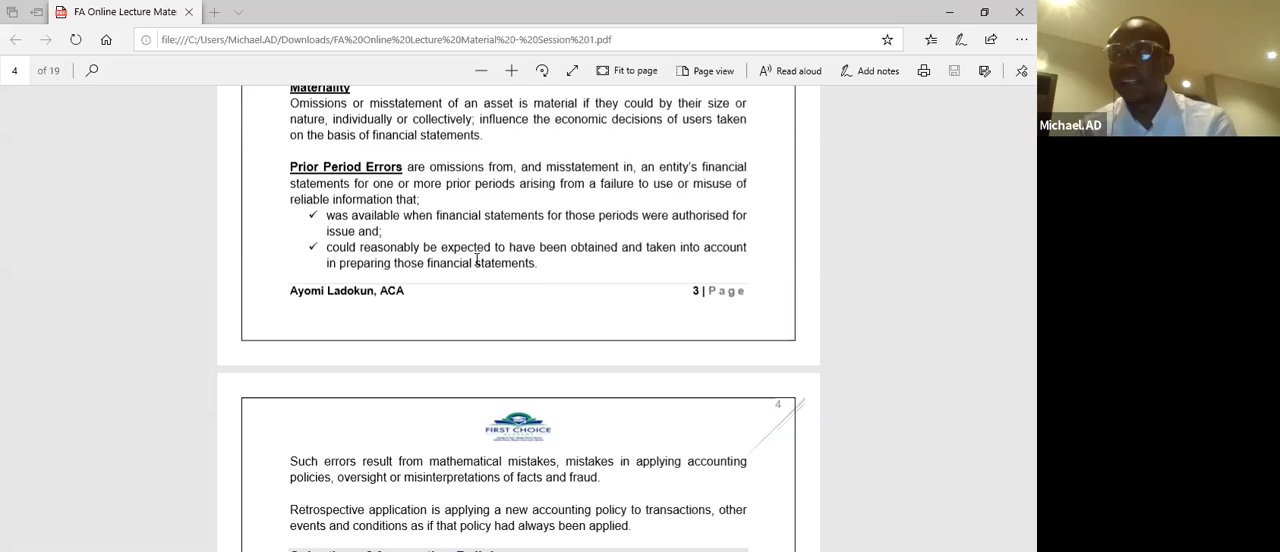 FA Online Lecture Mate
file:///C:/Users/Michael.AD/Downloads/FA%20Online%20Lecture%20Material%20-%20Session%201.pdf
4 of 19
Fit to page
Page view
Read aloud
Add notes
Michael.AD
Materiality
Omissions or misstatement of an asset is material if they could by their size or
nature, individually or collectively; influence the economic decisions of users taken
on the basis of financial statements.
Prior Period Errors are omissions from, and misstatement in, an entity's financial
statements for one or more prior periods arising from a failure to use or misuse of
reliable information that;
✓ was available when financial statements for those periods were authorised for
issue and;
✓ could reasonably be expected to have been obtained and taken into account
in preparing those financial statements.
Ayomi Ladokun, ACA 3 | Page
4
FIRST CHOICE
Such errors result from mathematical mistakes, mistakes in applying accounting
policies, oversight or misinterpretations of facts and fraud.
Retrospective application is applying a new accounting policy to transactions, other
events and conditions as if that policy had always been applied.